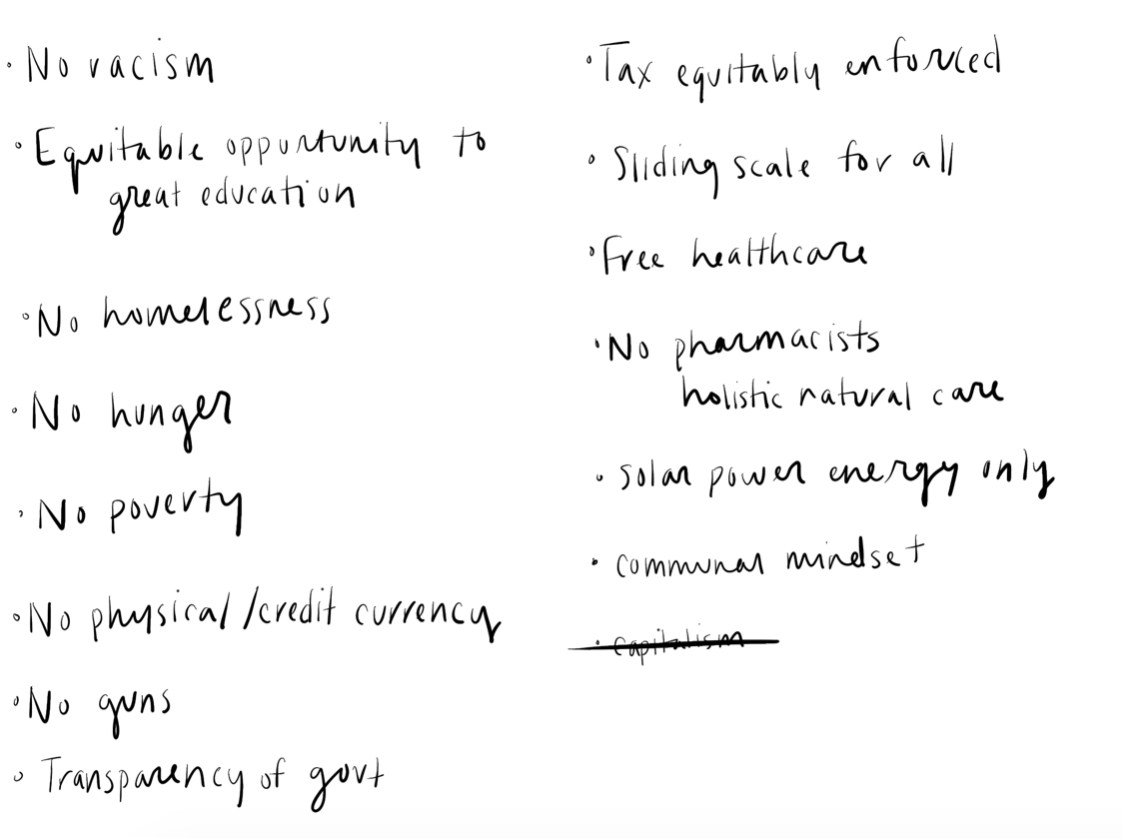 · No racism
· Equitable opportunity to
great education
· No homelessness
· No hunger
· No poverty
· No physical/credit currency
· No guns
· Transparency of govt
· Tax equitably enforced
· Sliding scale for all
· Free healthcare
· No pharmacists
holistic natural care
· solar power energy only
· communal mindset
· capitalism